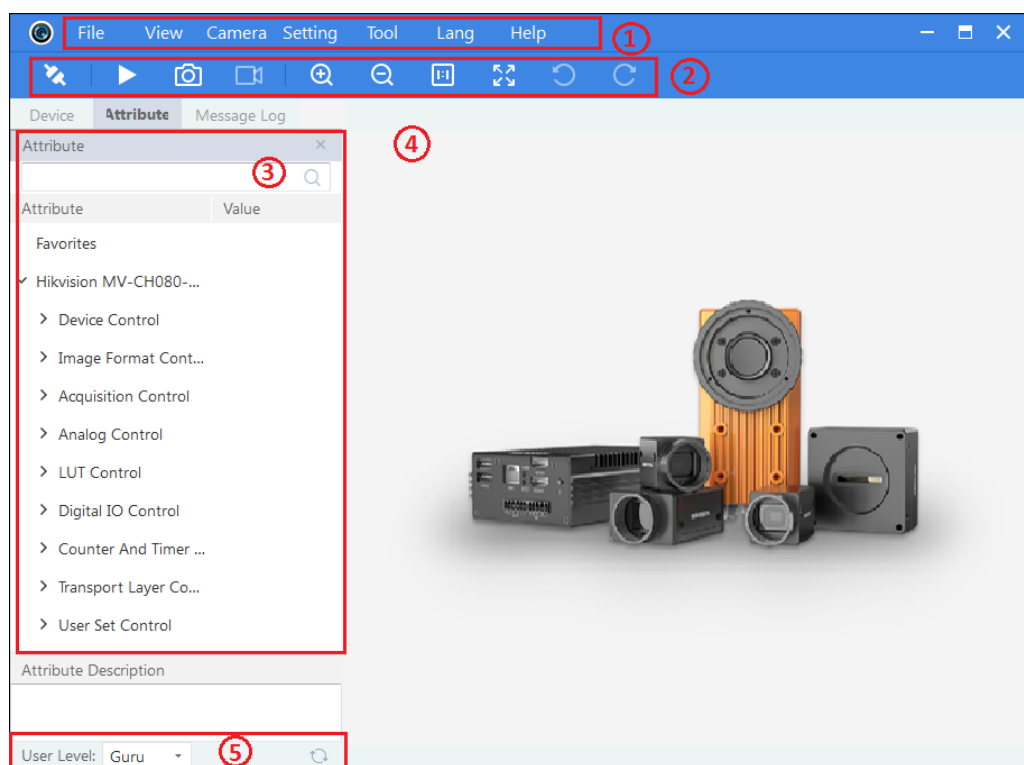 File View Camera Setting Tool Lang Help
1
1:1
2
Device Attribute Message Log
Attribute
4
3
Attribute Value
Favorites
Hikvision MV-CH080-...
Device Control
Image Format Cont...
Acquisition Control
Analog Control
LUT Control
Digital IO Control
Counter And Timer ...
Transport Layer Co...
User Set Control
Attribute Description
User Level: Guru
5